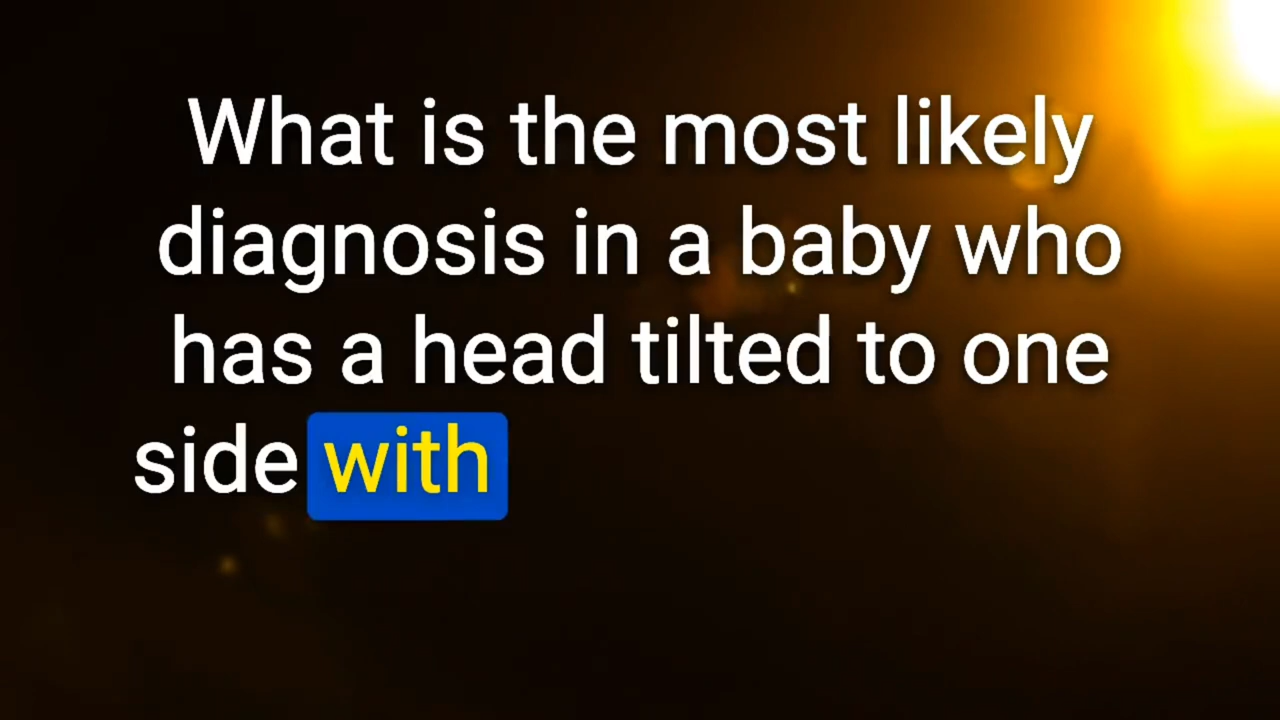 What is the most likely
diagnosis in a baby who
has a head tilted to one
side with